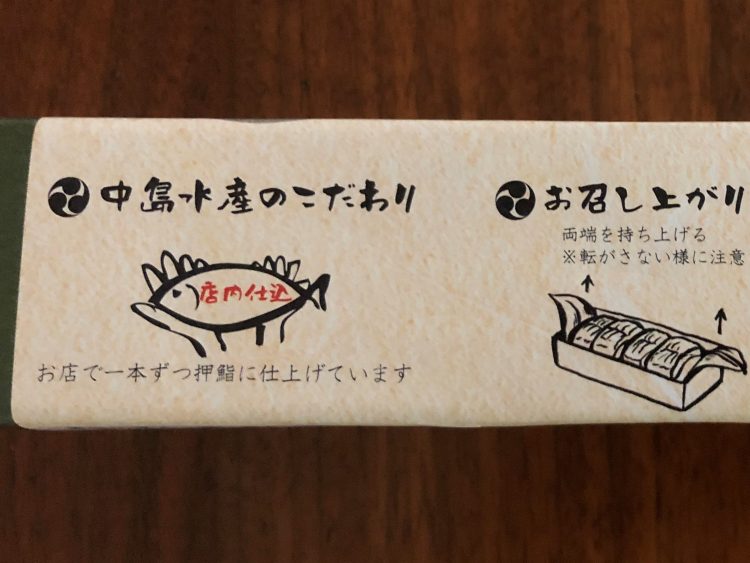 中島水産のこだわり
店内仕込
お店で一本ずつ押鮨に仕上げています
お召し上がり
両端を持ち上げる
※転がさない様に注意